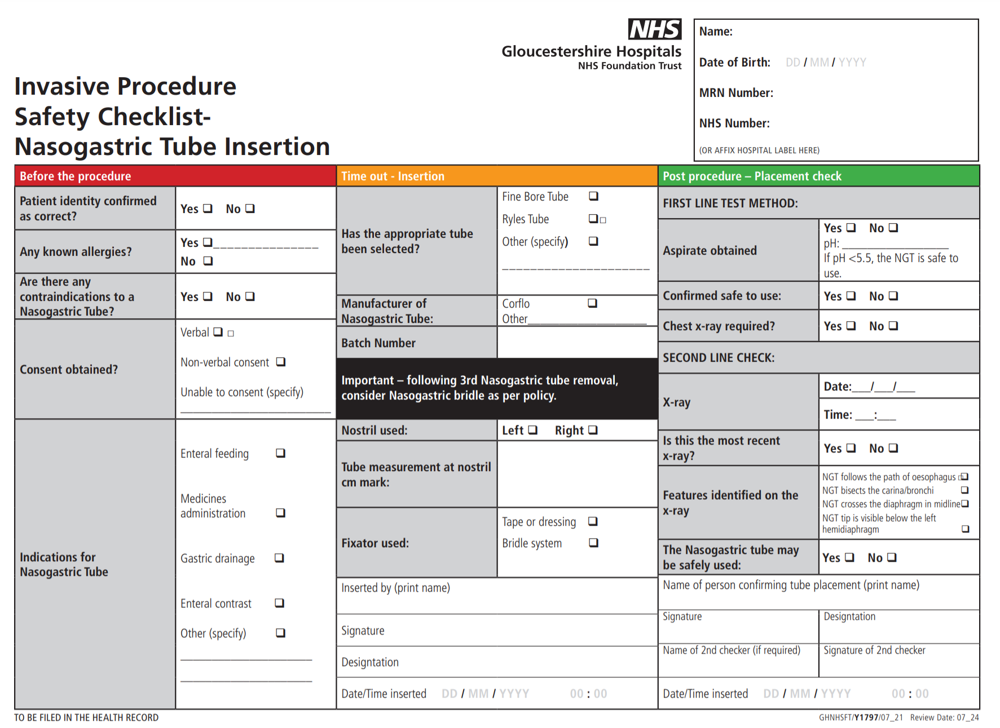 NHS
Gloucestershire Hospitals
NHS Foundation Trust
Name:
Date of Birth: DD / MM / YYYY
MRN Number:
NHS Number:
(OR AFFIX HOSPITAL LABEL HERE)
Invasive Procedure
Safety Checklist-
Nasogastric Tube Insertion
Before the procedure
Patient identity confirmed
as correct?
Yes ❏ No ❏
Any known allergies?
Yes ❏_______________
No ❏
Are there any
contraindications to a
Nasogastric Tube?
Yes ❏ No ❏
Consent obtained?
Verbal ❏ □
Non-verbal consent ❏
Unable to consent (specify)
________________________
Indications for
Nasogastric Tube
Enteral feeding ❏
Medicines
administration ❏
Gastric drainage ❏
Enteral contrast ❏
Other (specify) ❏
_____________________
_____________________
Time out - Insertion
Has the appropriate tube
been selected?
Fine Bore Tube ❏
Ryles Tube ❏□
Other (specify) ❏
_____________________
Manufacturer of
Nasogastric Tube:
Corflo ❏
Other___________________
Batch Number
Important – following 3rd Nasogastric tube removal,
consider Nasogastric bridle as per policy.
Nostril used:
Left ❏ Right ❏
Tube measurement at nostril
cm mark:
Fixator used:
Tape or dressing ❏
Bridle system ❏
Inserted by (print name)
Signature
Designtation
Date/Time inserted DD / MM / YYYY 00 : 00
Post procedure – Placement check
FIRST LINE TEST METHOD:
Aspirate obtained
Yes ❏ No ❏
pH: _________________
If pH <5.5, the NGT is safe to
use.
Confirmed safe to use:
Yes ❏ No ❏
Chest x-ray required?
Yes ❏ No ❏
SECOND LINE CHECK:
X-ray
Date:___/___/___
Time: ___:___
Is this the most recent
x-ray?
Yes ❏ No ❏
Features identified on the
x-ray
NGT follows the path of oesophagus □❏
NGT bisects the carina/bronchi ❏
NGT crosses the diaphragm in midline❏
NGT tip is visible below the left
hemidiaphragm ❏
The Nasogastric tube may
be safely used:
Yes ❏ No ❏
Name of person confirming tube placement (print name)
Signature
Designtation
Name of 2nd checker (if required)
Signature of 2nd checker
Date/Time inserted DD / MM / YYYY 00 : 00
TO BE FILED IN THE HEALTH RECORD
GHNHSFT/Y1797/07_21 Review Date: 07_24